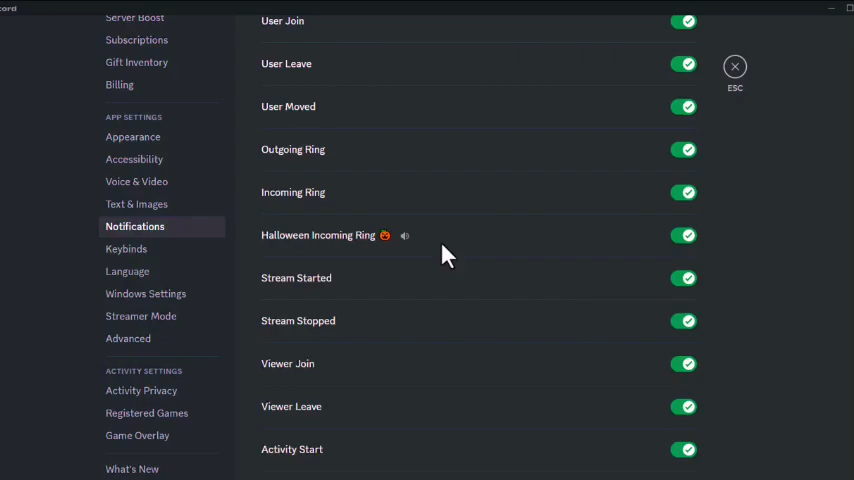 cord
Server Boost
Subscriptions
Gift Inventory
Billing
APP SETTINGS
Appearance
Accessibility
Voice & Video
Text & Images
Notifications
Keybinds
Language
Windows Settings
Streamer Mode
Advanced
ACTIVITY SETTINGS
Activity Privacy
Registered Games
Game Overlay
What's New
User Join
User Leave
User Moved
Outgoing Ring
Incoming Ring
Halloween Incoming Ring 🎃
Stream Started
Stream Stopped
Viewer Join
Viewer Leave
Activity Start
ESC